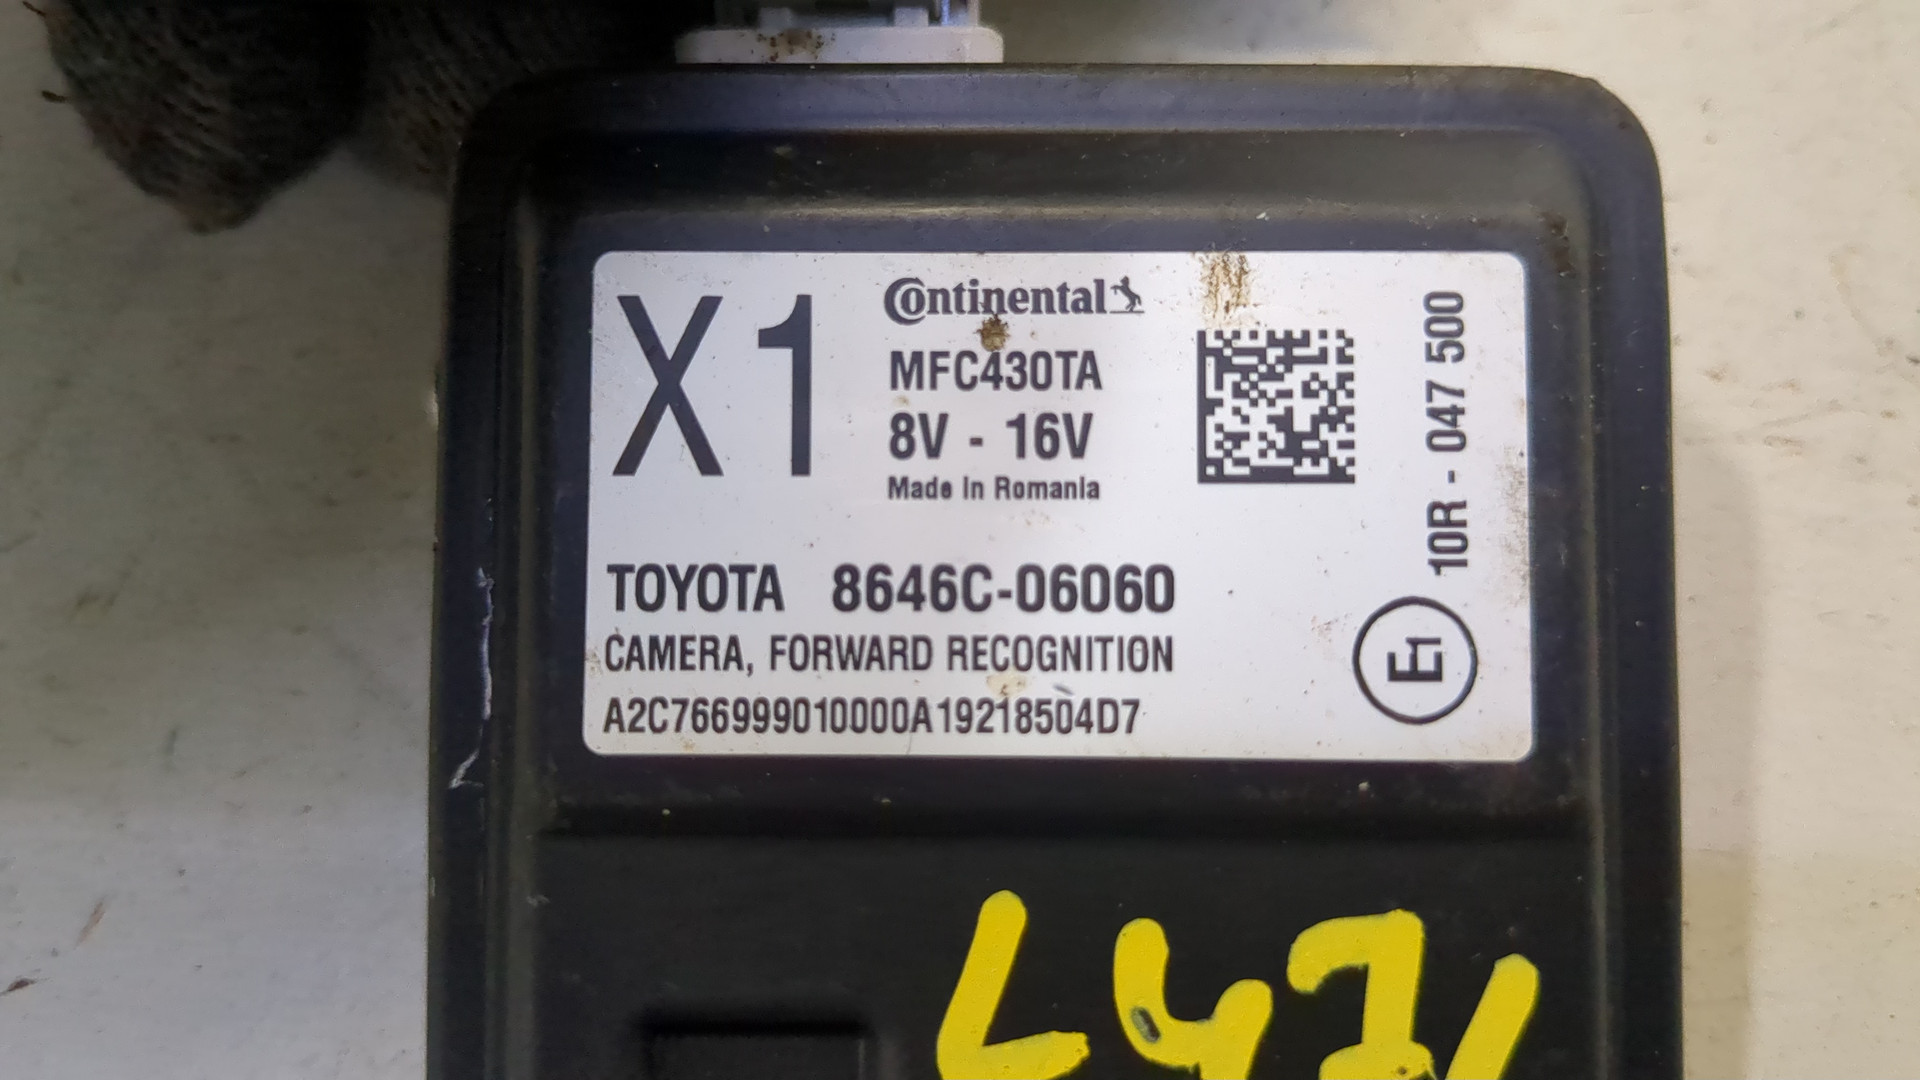 X1
Continental
MFC430TA
8V - 16V
Made In Romania
10R - 047 500
TOYOTA 8646C-06060
CAMERA, FORWARD RECOGNITION
A2C766999010000A19218504D7
E1